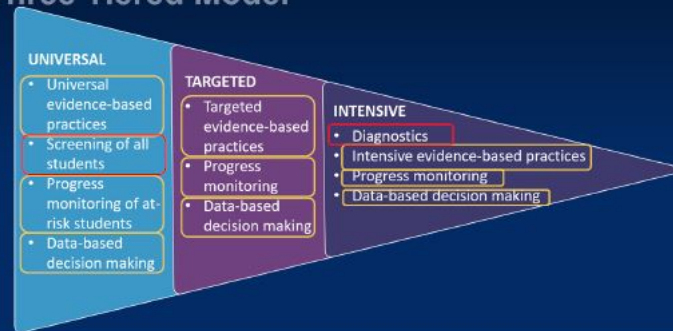 Tiered Model
UNIVERSAL
• Universal
evidence-based
practices
• Screening of all
students
• Progress
monitoring of at-
risk students
• Data-based
decision making
TARGETED
• Targeted
evidence-based
practices
• Progress
monitoring
• Data-based
decision making
INTENSIVE
• Diagnostics
• Intensive evidence-based practices
• Progress monitoring
• Data-based decision making